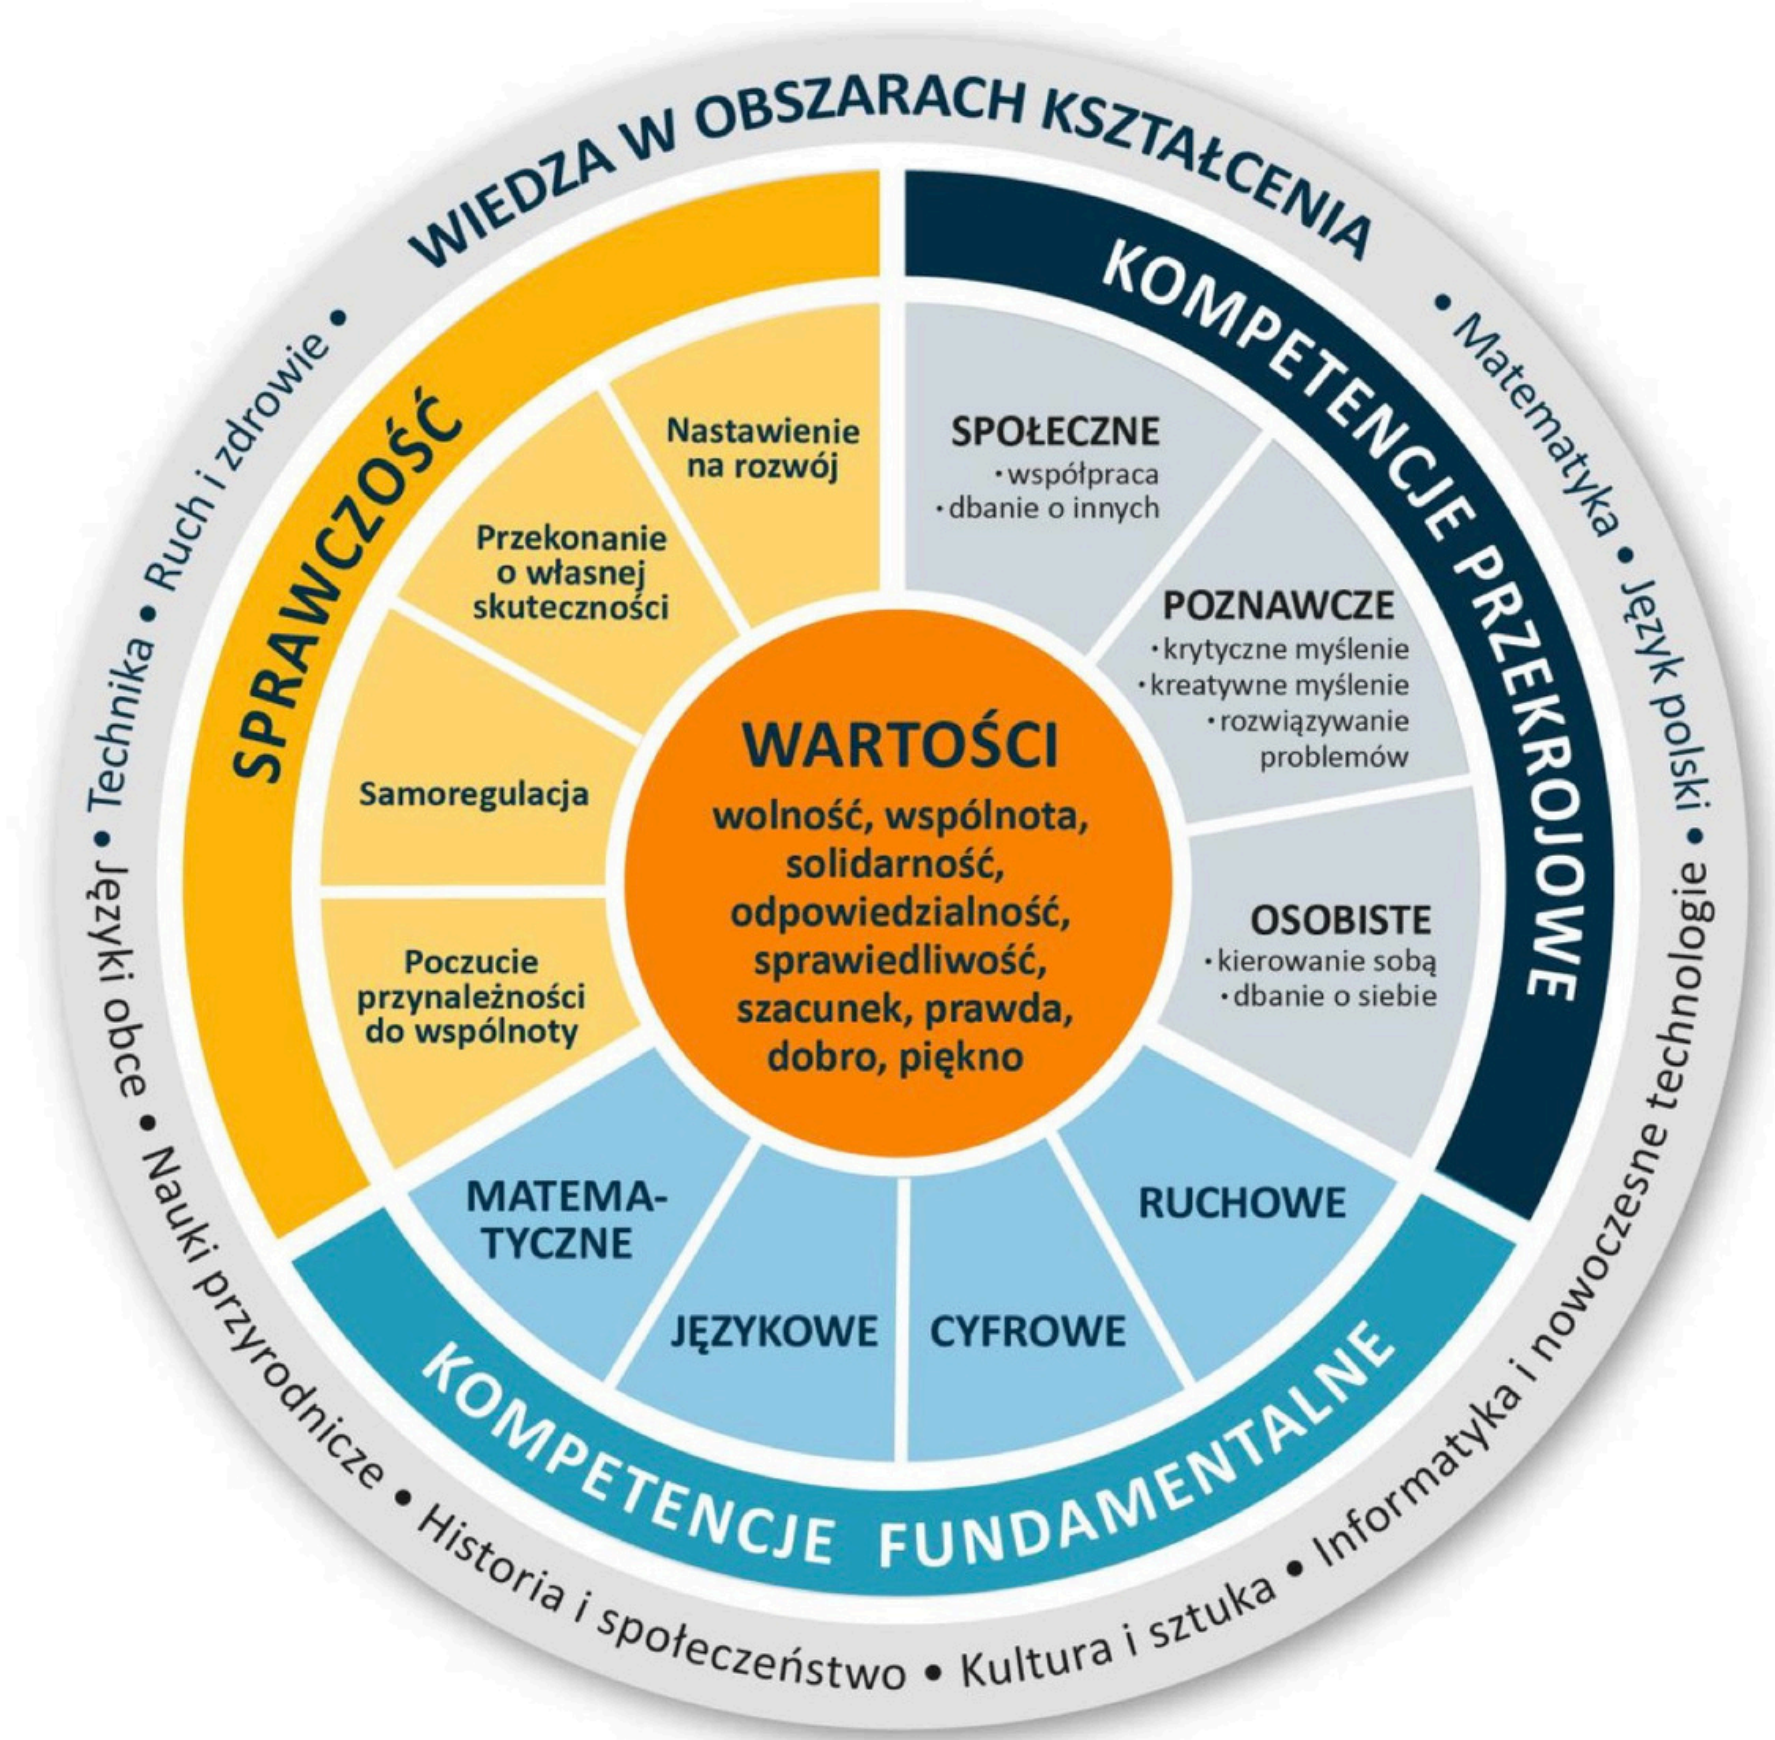 WIEDZA W OBSZARACH KSZTAŁCENIA
• Matematyka • Język polski • Informatyka i nowoczesne technologie • Kultura i sztuka • Historia i społeczeństwo • Nauki przyrodnicze • Języki obce • Technika • Ruch i zdrowie •
SPRAWCZOŚĆ
Nastawienie
na rozwój
Przekonanie
o własnej
skuteczności
Samoregulacja
Poczucie
przynależności
do wspólnoty
KOMPETENCJE PRZEKROJOWE
SPOŁECZNE
• współpraca
• dbanie o innych
POZNAWCZE
• krytyczne myślenie
• kreatywne myślenie
• rozwiązywanie
problemów
OSOBISTE
• kierowanie sobą
• dbanie o siebie
WARTOŚCI
wolność, wspólnota,
solidarność,
odpowiedzialność,
sprawiedliwość,
szacunek, prawda,
dobro, piękno
MATEMA-
TYCZNE
JĘZYKOWE
CYFROWE
RUCHOWE
KOMPETENCJE FUNDAMENTALNE